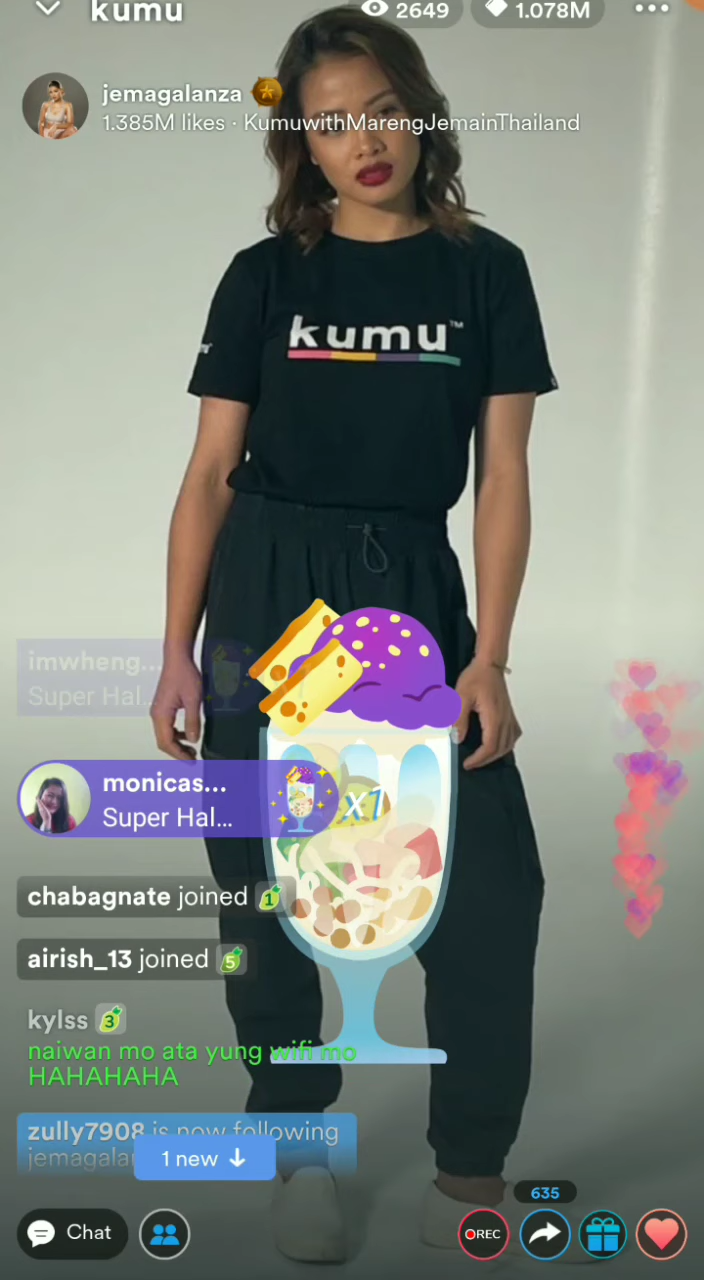 kumu
2649
1.078M
jemagalanza
1.385M likes · KumuwithMarengJemainThailand
kumu™
imwheng...
Super Hal...
monicas...
Super Hal...
x1
chabagnate joined 1
airish_13 joined 5
kylss 3
naiwan mo ata yung wifi mo
HAHAHAHA
zully7908 is now following
1 new
635
Chat
REC